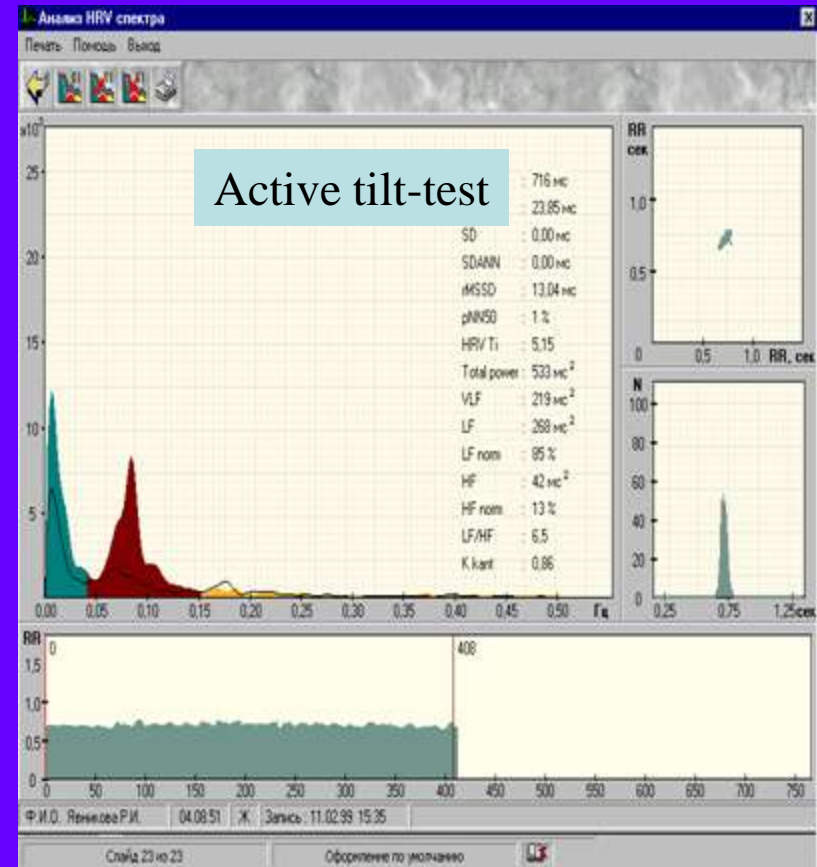 Анализ HRV спектра
Печать Помощь Выход
x10³
25
20
15
10
5
0,00 0,05 0,10 0,15 0,20 0,25 0,30 0,35 0,40 0,45 0,50 Гц
Active tilt-test
: 716 мс
23,85 мс
SD : 0,00 мс
SDANN : 0,00 мс
rMSSD : 13,04 мс
pNN50 : 1 %
HRV Ti : 5,15
Total power : 533 мс²
VLF : 219 мс²
LF : 268 мс²
LF norm : 85 %
HF : 42 мс²
HF norm : 13 %
LF/HF : 6,5
K kant : 0,86
RR
сек
1,0
0,5
0 0,5 1,0 RR, сек
N
100
80
60
40
20
0 0,25 0,75 1,25 сек
RR
1,5
1,0
0,5
0
0 408
0 50 100 150 200 250 300 350 400 450 500 550 600 650 700 750
Ф.И.О. Р.И. 04.08.51 Ж Запись : 11.02.99 15:35
Слайд 23 из 23 Оформление по умолчанию